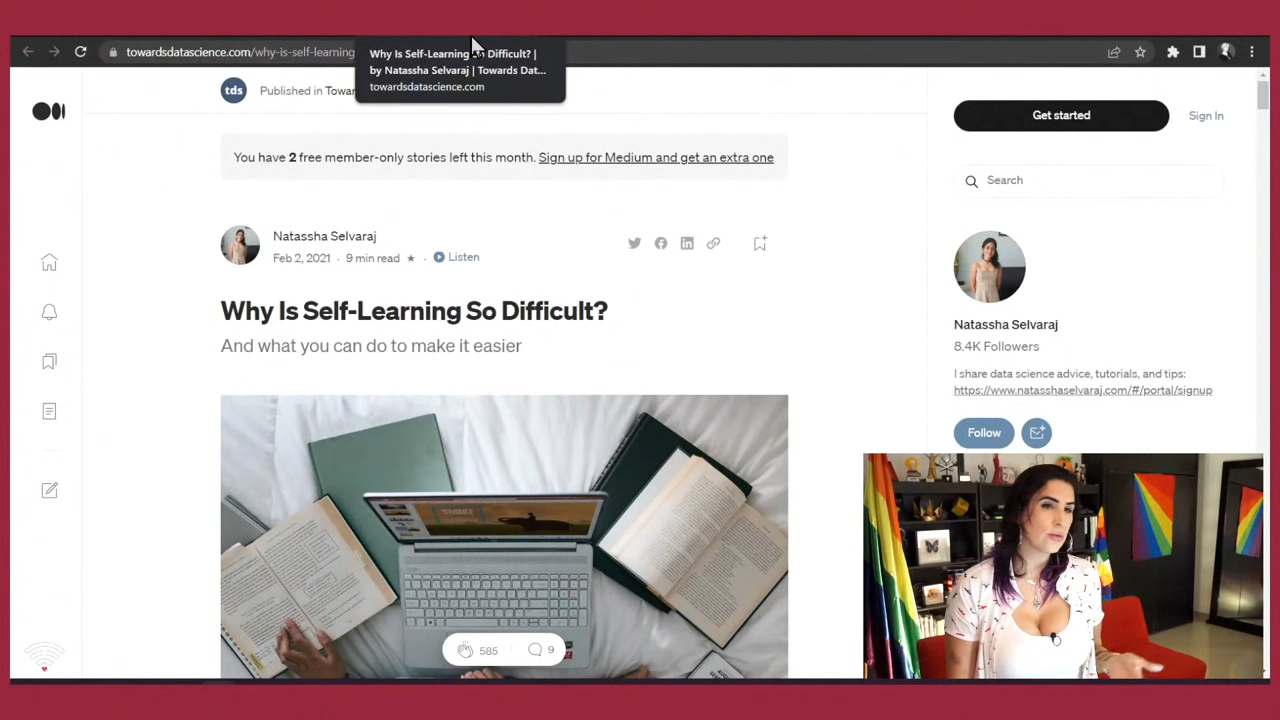 towardsdatascience.com/why-is-self-learning
Why Is Self-Learning So Difficult? |
by Natassha Selvaraj | Towards Dat...
towardsdatascience.com
tds
Published in Towar
You have 2 free member-only stories left this month. Sign up for Medium and get an extra one
Natassha Selvaraj
Feb 2, 2021 · 9 min read ★ · Listen
Why Is Self-Learning So Difficult?
And what you can do to make it easier
585
9
Get started
Sign In
Search
Natassha Selvaraj
8.4K Followers
I share data science advice, tutorials, and tips:
https://www.natasshaselvaraj.com/#/portal/signup
Follow